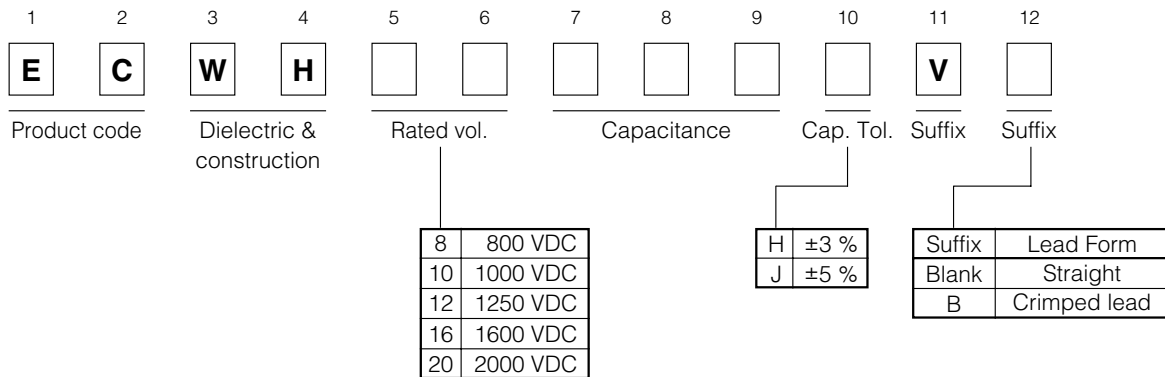 1 2 3 4 5 6 7 8 9 10 11 12
E C W H V
Product code Dielectric & Rated vol. Capacitance Cap. Tol. Suffix Suffix
construction
8 800 VDC
10 1000 VDC
12 1250 VDC
16 1600 VDC
20 2000 VDC
H ±3 %
J ±5 %
Suffix Lead Form
Blank Straight
B Crimped lead